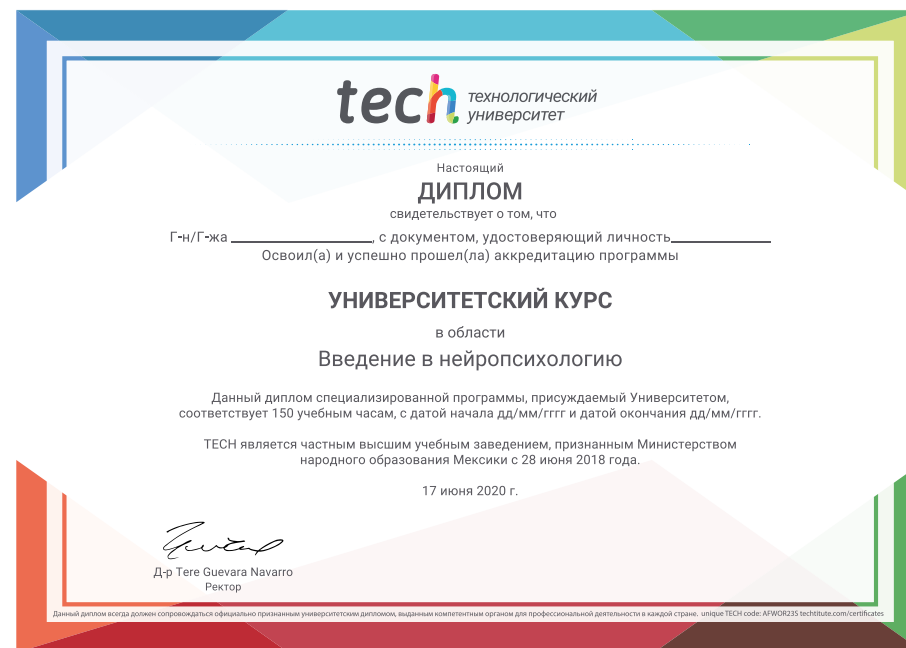 tech технологический
университет
Настоящий
ДИПЛОМ
свидетельствует о том, что
Г-н/Г-жа ____________________, с документом, удостоверяющий личность______________
Освоил(а) и успешно прошел(ла) аккредитацию программы
УНИВЕРСИТЕТСКИЙ КУРС
в области
Введение в нейропсихологию
Данный диплом специализированной программы, присуждаемый Университетом,
соответствует 150 учебным часам, с датой начала дд/мм/гггг и датой окончания дд/мм/гггг.
TECH является частным высшим учебным заведением, признанным Министерством
народного образования Мексики с 28 июня 2018 года.
17 июня 2020 г.
Д-р Tere Guevara Navarro
Ректор
Данный диплом всегда должен сопровождаться официально признанным университетским дипломом, выданным компетентным органом для профессиональной деятельности в каждой стране. unique TECH code: AFWOR23S techtitute.com/certificates